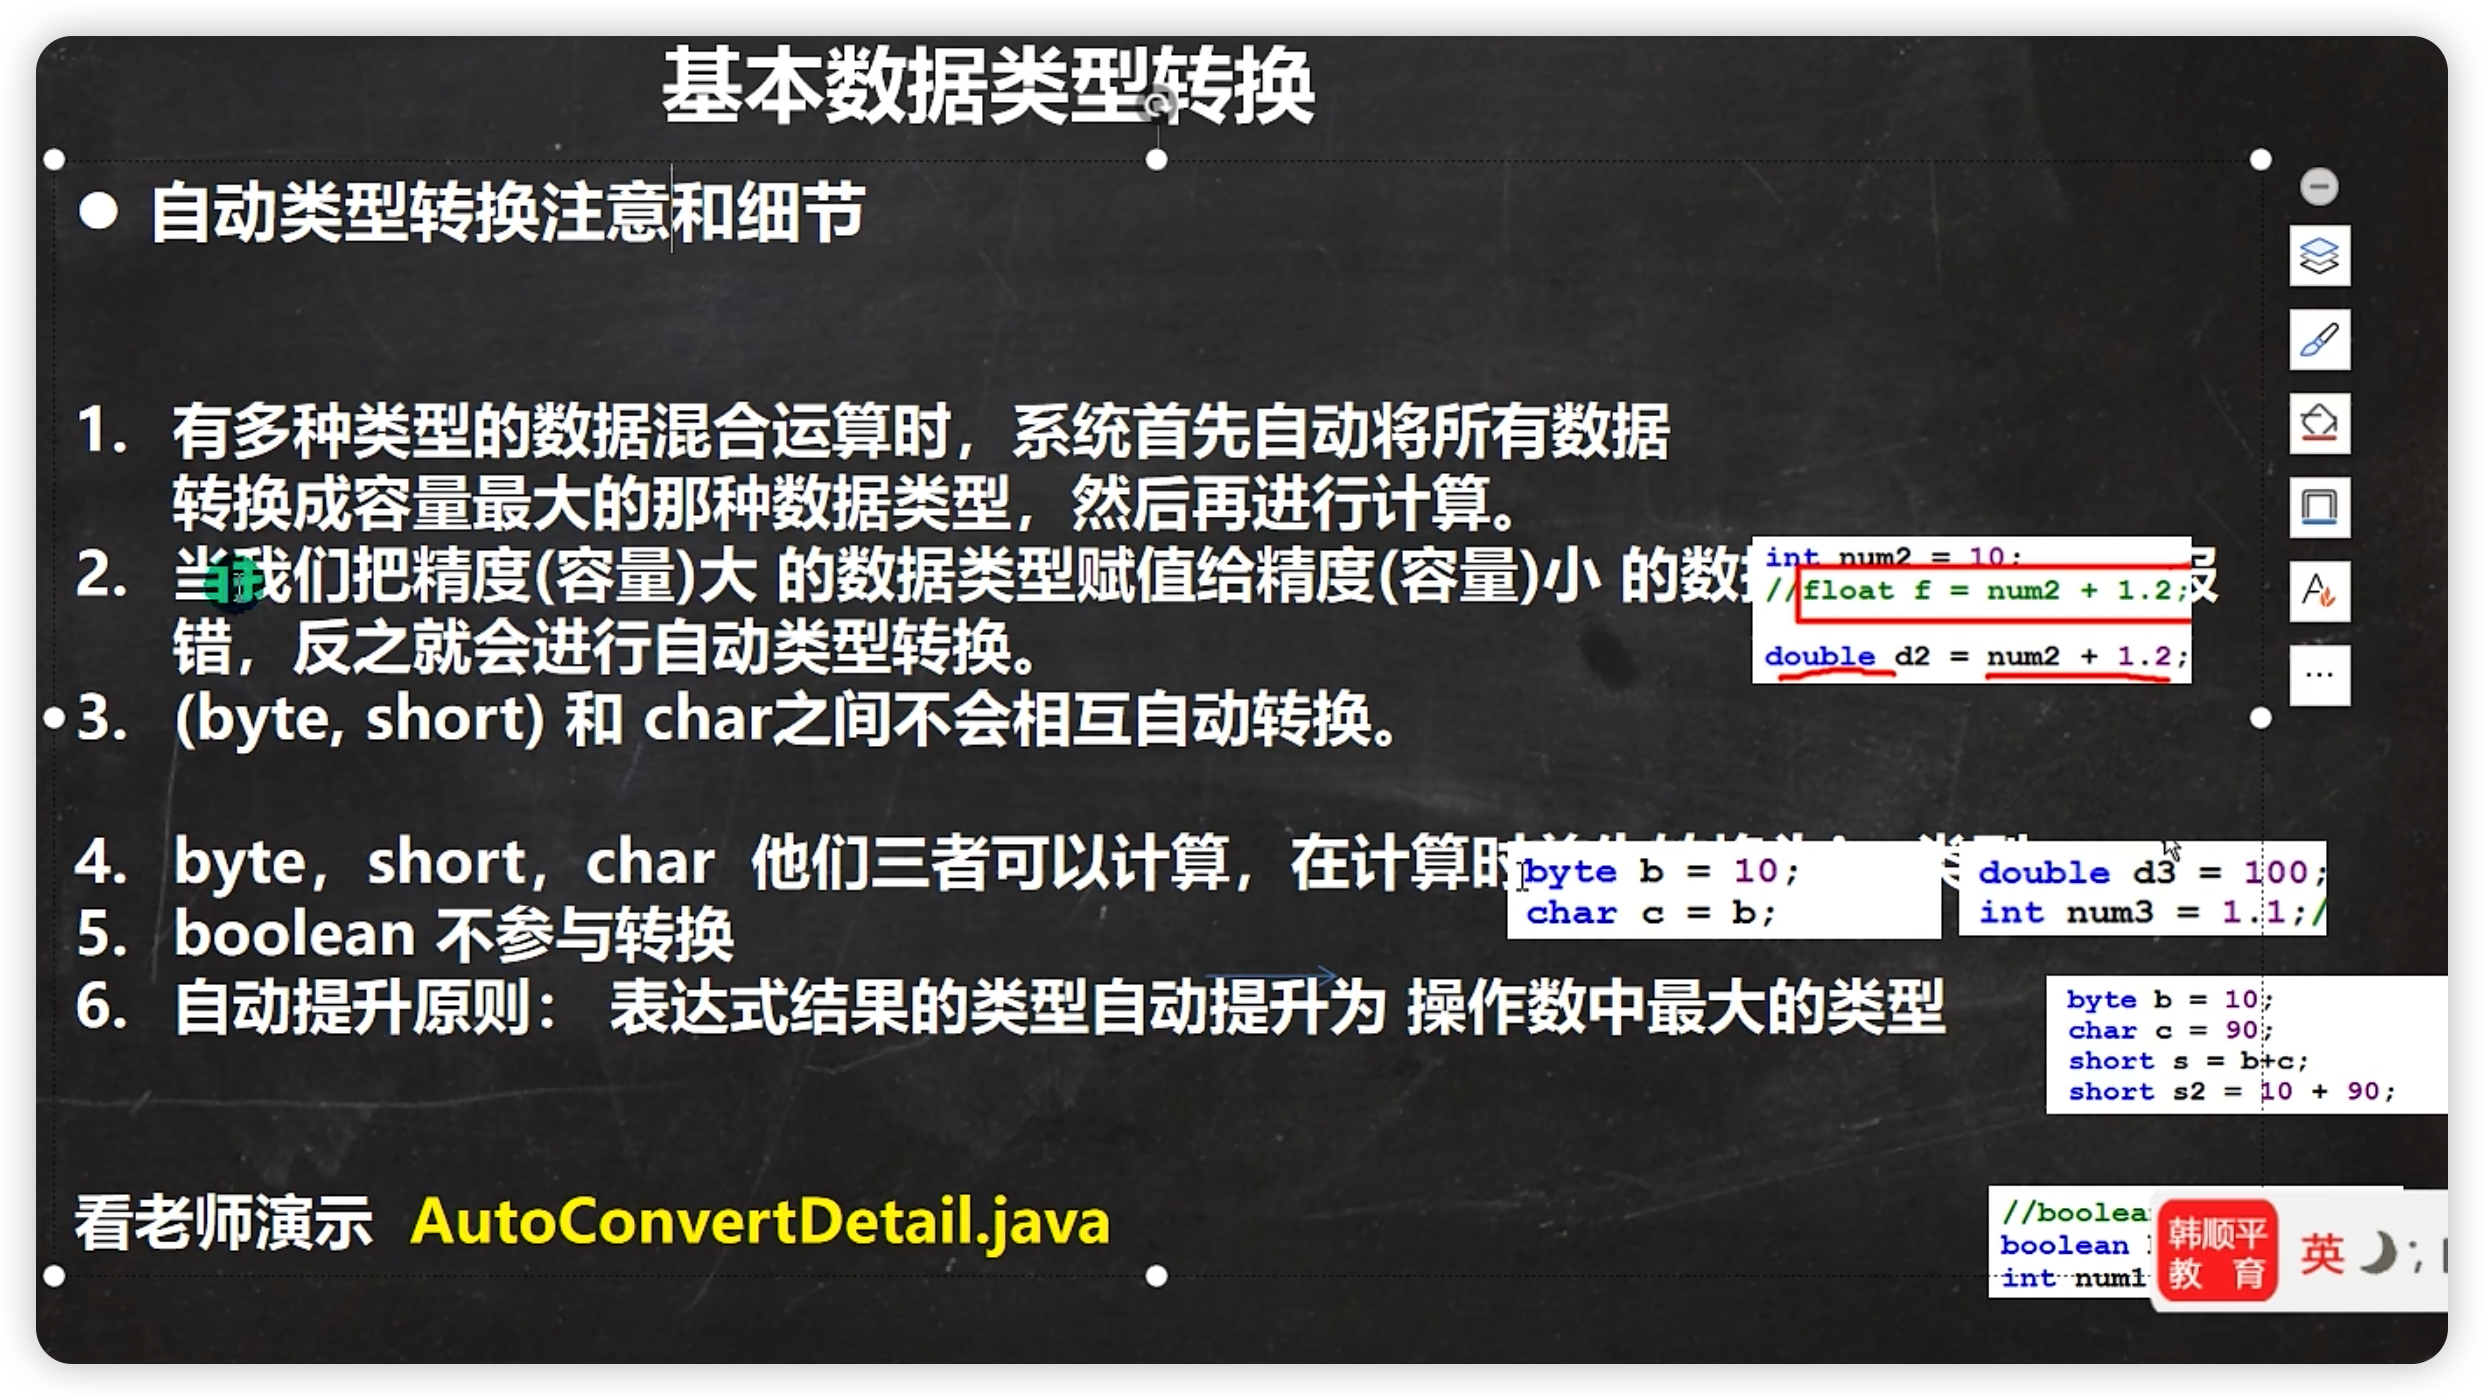 基本数据类型转换
自动类型转换注意和细节
1. 有多种类型的数据混合运算时，系统首先自动将所有数据
转换成容量最大的那种数据类型，然后再进行计算。
2. 当我们把精度(容量)大 的数据类型赋值给精度(容量)小 的数
错，反之就会进行自动类型转换。
int num2 = 10;
//float f = num2 + 1.2;
double d2 = num2 + 1.2;
3. (byte, short) 和 char之间不会相互自动转换。
4. byte，short，char 他们三者可以计算，在计算时
byte b = 10;
char c = b;
double d3 = 100;
int num3 = 1.1;/
5. boolean 不参与转换
6. 自动提升原则： 表达式结果的类型自动提升为 操作数中最大的类型
byte b = 10;
char c = 90;
short s = b+c;
short s2 = 10 + 90;
看老师演示 AutoConvertDetail.java
//boolea
boolean
int num1
韩顺平
教 育
英